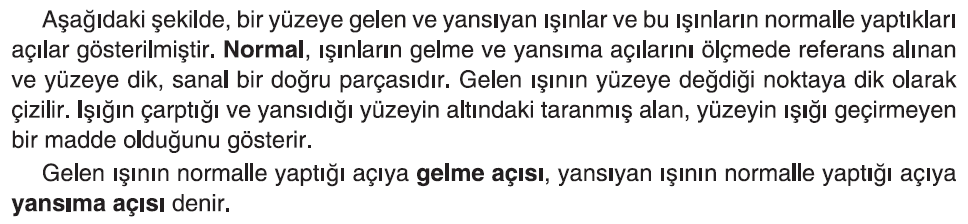 Aşağıdaki şekilde, bir yüzeye gelen ve yansıyan ışınlar ve bu ışınların normalle yaptıkları
açılar gösterilmiştir. Normal, ışınların gelme ve yansıma açılarını ölçmede referans alınan
ve yüzeye dik, sanal bir doğru parçasıdır. Gelen ışının yüzeye değdiği noktaya dik olarak
çizilir. Işığın çarptığı ve yansıdığı yüzeyin altındaki taranmış alan, yüzeyin ışığı geçirmeyen
bir madde olduğunu gösterir.
Gelen ışının normalle yaptığı açıya gelme açısı, yansıyan ışının normalle yaptığı açıya
yansıma açısı denir.